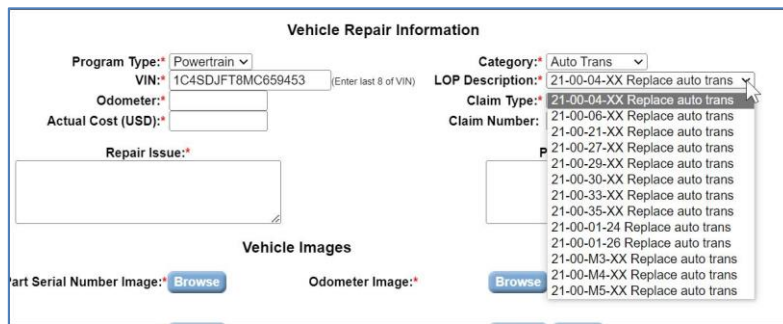 Vehicle Repair Information
Program Type:* Powertrain Category:* Auto Trans
VIN:* 1C4SDJFT8MC659453 (Enter last 8 of VIN) LOP Description:* 21-00-04-XX Replace auto trans
Odometer:* Claim Type:* 21-00-04-XX Replace auto trans
Actual Cost (USD):* Claim Number: 21-00-06-XX Replace auto trans
21-00-21-XX Replace auto trans
21-00-27-XX Replace auto trans
Repair Issue:* P 21-00-29-XX Replace auto trans
21-00-30-XX Replace auto trans
21-00-33-XX Replace auto trans
21-00-35-XX Replace auto trans
21-00-01-24 Replace auto trans
Vehicle Images 21-00-01-26 Replace auto trans
21-00-M3-XX Replace auto trans
art Serial Number Image:* Browse Odometer Image:* Browse 21-00-M4-XX Replace auto trans
21-00-M5-XX Replace auto trans